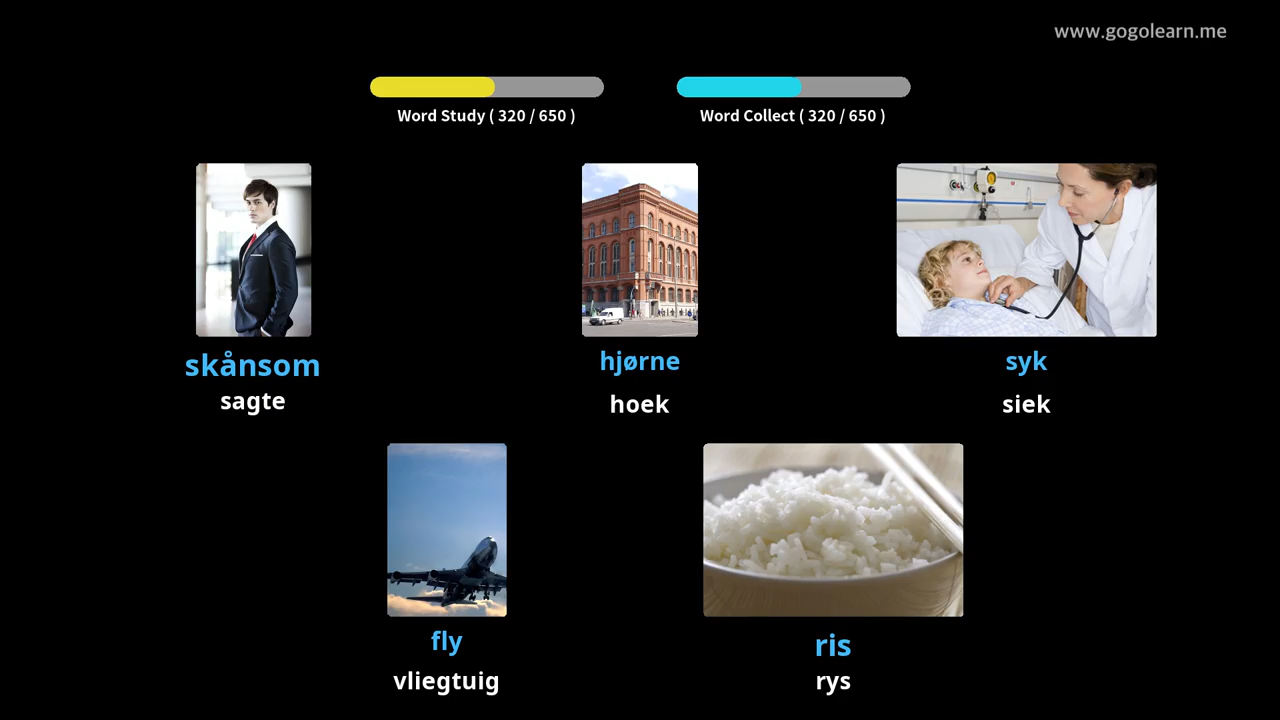 www.gogolearn.me
Word Study ( 320 / 650 )
Word Collect ( 320 / 650 )
skånsom
sagte
hjørne
hoek
syk
siek
fly
vliegtuig
ris
rys